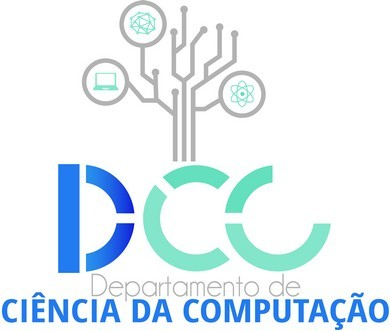 DCC
Departamento de
CIÊNCIA DA COMPUTAÇÃO